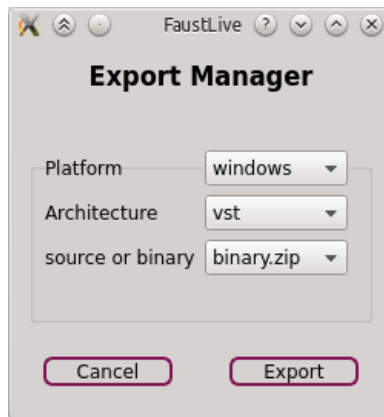 FaustLive
Export Manager
Platform windows
Architecture vst
source or binary binary.zip
Cancel Export